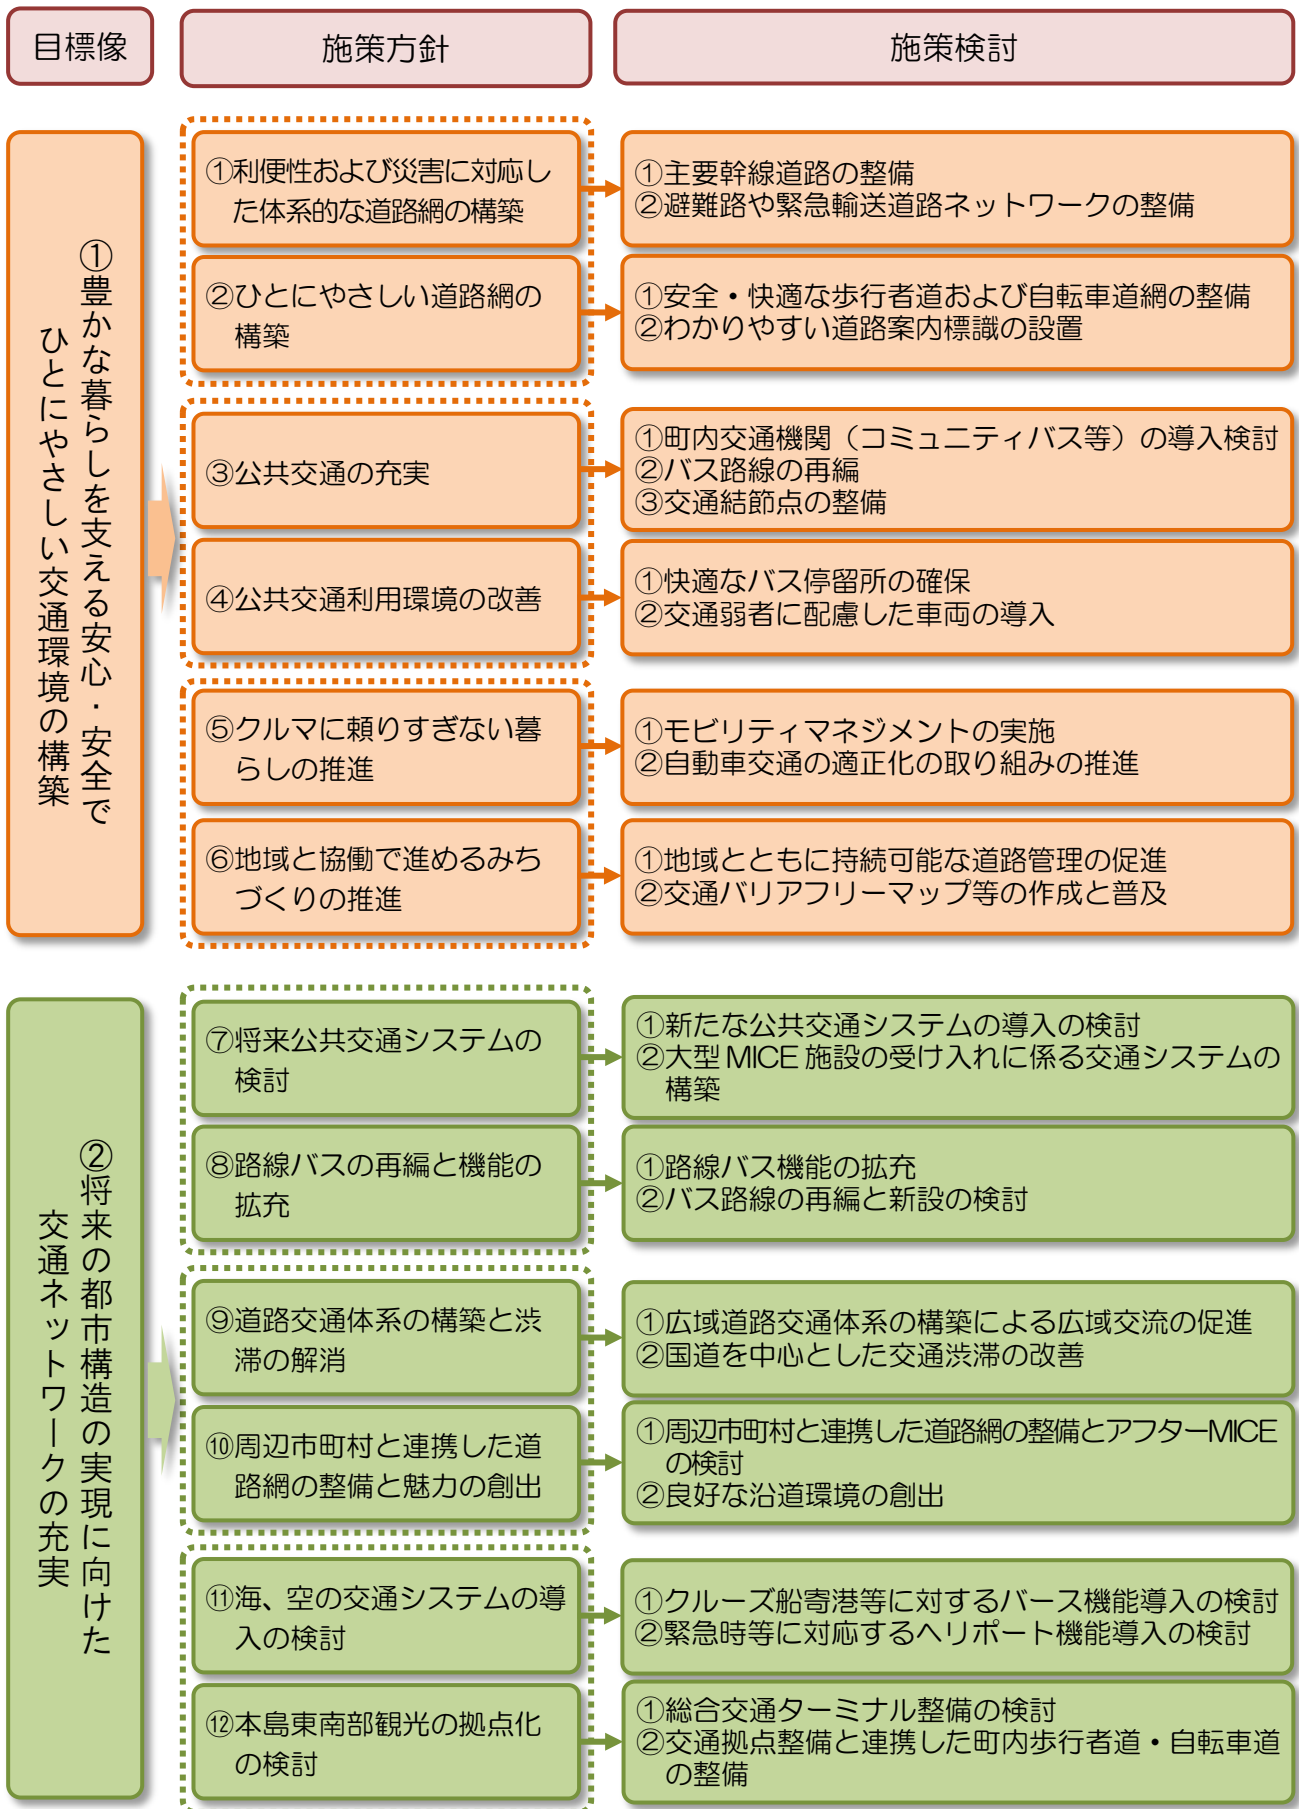 目標像
施策方針
施策検討
①豊かな暮らしを支える安心・安全で
ひとにやさしい交通環境の構築
①利便性および災害に対応し
た体系的な道路網の構築
①主要幹線道路の整備
②避難路や緊急輸送道路ネットワークの整備
②ひとにやさしい道路網の
構築
①安全・快適な歩行者道および自転車道網の整備
②わかりやすい道路案内標識の設置
③公共交通の充実
①町内交通機関（コミュニティバス等）の導入検討
②バス路線の再編
③交通結節点の整備
④公共交通利用環境の改善
①快適なバス停留所の確保
②交通弱者に配慮した車両の導入
⑤クルマに頼りすぎない暮
らしの推進
①モビリティマネジメントの実施
②自動車交通の適正化の取り組みの推進
⑥地域と協働で進めるみち
づくりの推進
①地域とともに持続可能な道路管理の促進
②交通バリアフリーマップ等の作成と普及
②将来の都市構造の実現に向けた
交通ネットワークの充実
⑦将来公共交通システムの
検討
①新たな公共交通システムの導入の検討
②大型 MICE 施設の受け入れに係る交通システムの
構築
⑧路線バスの再編と機能の
拡充
①路線バス機能の拡充
②バス路線の再編と新設の検討
⑨道路交通体系の構築と渋
滞の解消
①広域道路交通体系の構築による広域交流の促進
②国道を中心とした交通渋滞の改善
⑩周辺市町村と連携した道
路網の整備と魅力の創出
①周辺市町村と連携した道路網の整備とアフターMICE
の検討
②良好な沿道環境の創出
⑪海、空の交通システムの導
入の検討
①クルーズ船寄港等に対するバース機能導入の検討
②緊急時等に対応するヘリポート機能導入の検討
⑫本島東南部観光の拠点化
の検討
①総合交通ターミナル整備の検討
②交通拠点整備と連携した町内歩行者道・自転車道
の整備